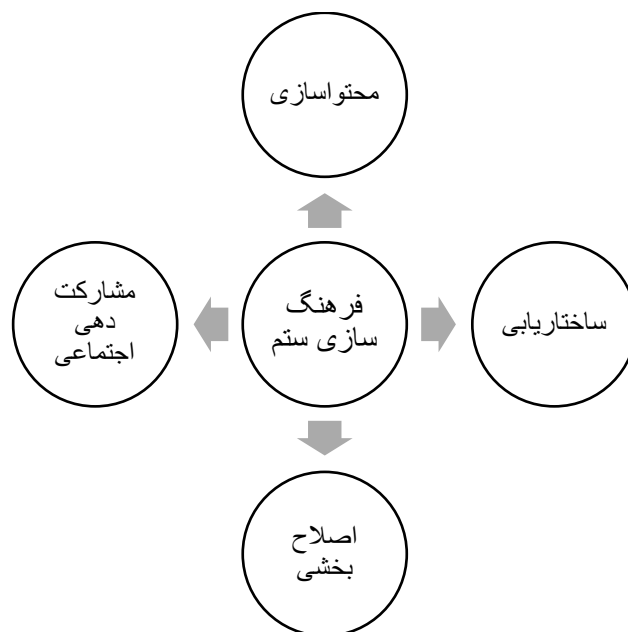 محتواسازی
مشارکت
دهی
اجتماعی
فرهنگ
سازی ستم
ساختاریابی
اصلاح
بخشی